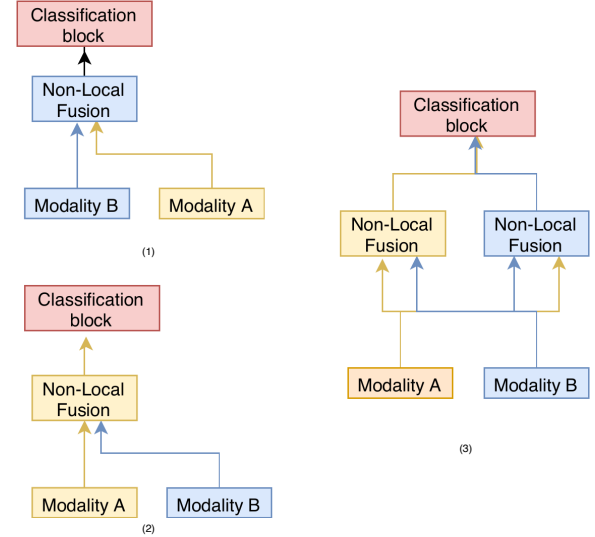 Classification
block
Non-Local
Fusion
Modality B
Modality A
(1)
Classification
block
Non-Local
Fusion
Modality A
Modality B
(2)
Classification
block
Non-Local
Fusion
Non-Local
Fusion
Modality A
Modality B
(3)